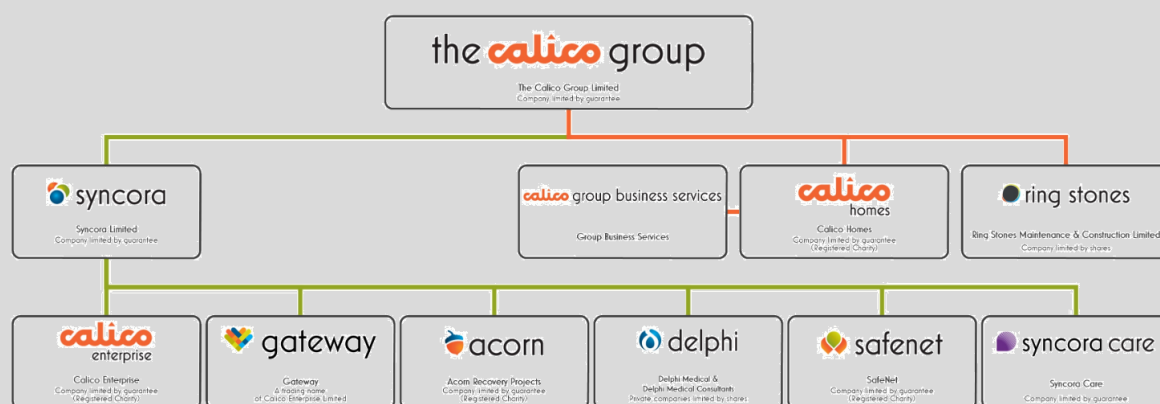 the calico group
The Calico Group Limited
Company limited by guarantee
syncora
Syncora Limited
Company limited by guarantee
calico group business services
Group Business Services
calico
homes
Calico Homes
Company limited by guarantee
(Registered Charity)
ring stones
Ring Stones Maintenance & Construction Limited
Company limited by shares
calico
enterprise
Calico Enterprise
Company limited by guarantee
(Registered Charity)
gateway
Gateway
A trading name
of Calico Enterprise Limited
acorn
Acorn Recovery Projects
Company limited by guarantee
(Registered Charity)
delphi
Delphi Medical &
Delphi Medical Consultants
Private companies limited by shares
safenet
SafeNet
Company limited by guarantee
(Registered Charity)
syncora care
Syncora Care
Company limited by guarantee